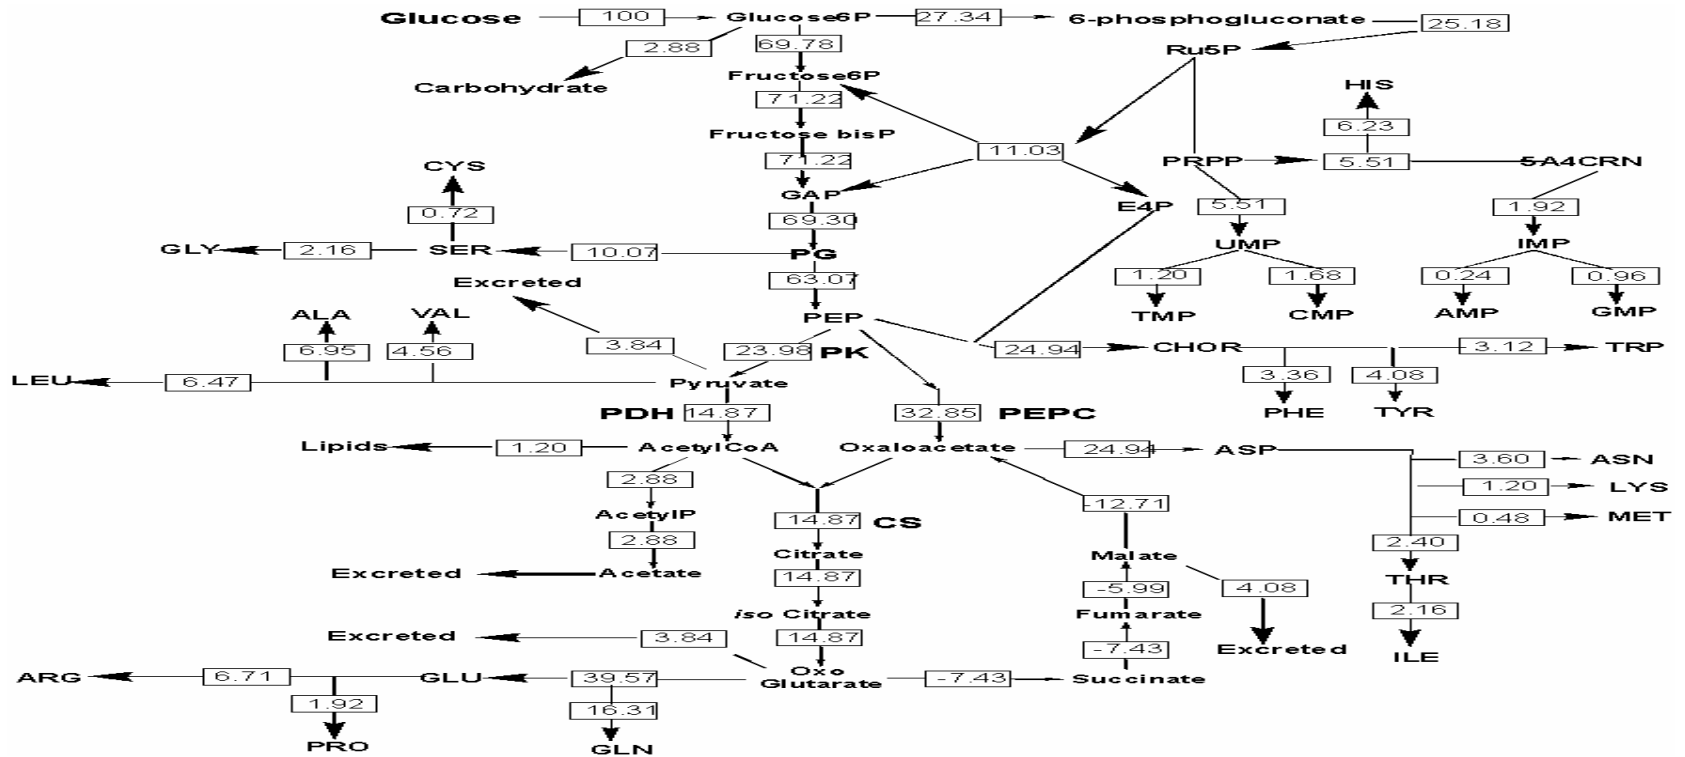 Glucose 100 Glucose6P 27.34 6-phosphogluconate 25.18
2.88 69.78 Ru5P
Carbohydrate Fructose6P HIS
71.22 6.23
Fructose bisP
71.22 11.03 PRPP 5.51 5A4CRN
CYS GAP E4P
0.72 69.30 5.51 1.92
GLY 2.16 SER 10.07 PG UMP IMP
Excreted 63.07 1.20 1.68 0.24 0.96
ALA VAL PEP TMP CMP AMP GMP
6.95 4.56 3.84 23.98 PK 24.94 CHOR 3.12 TRP
LEU 6.47 Pyruvate 3.36 4.08
PDH 14.87 32.85 PEPC PHE TYR
Lipids 1.20 AcetylCoA Oxaloacetate 24.94 ASP 3.60 ASN
2.88 1.20 LYS
AcetylP 14.87 CS -12.71 0.48 MET
2.88 Citrate Malate 2.40
Excreted Acetate 14.87 -5.99 4.08 THR
iso Citrate Fumarate 2.16
Excreted 3.84 14.87 -7.43 Excreted ILE
ARG 6.71 GLU 39.57 Oxo
Glutarate -7.43 Succinate
1.92 16.31
PRO GLN